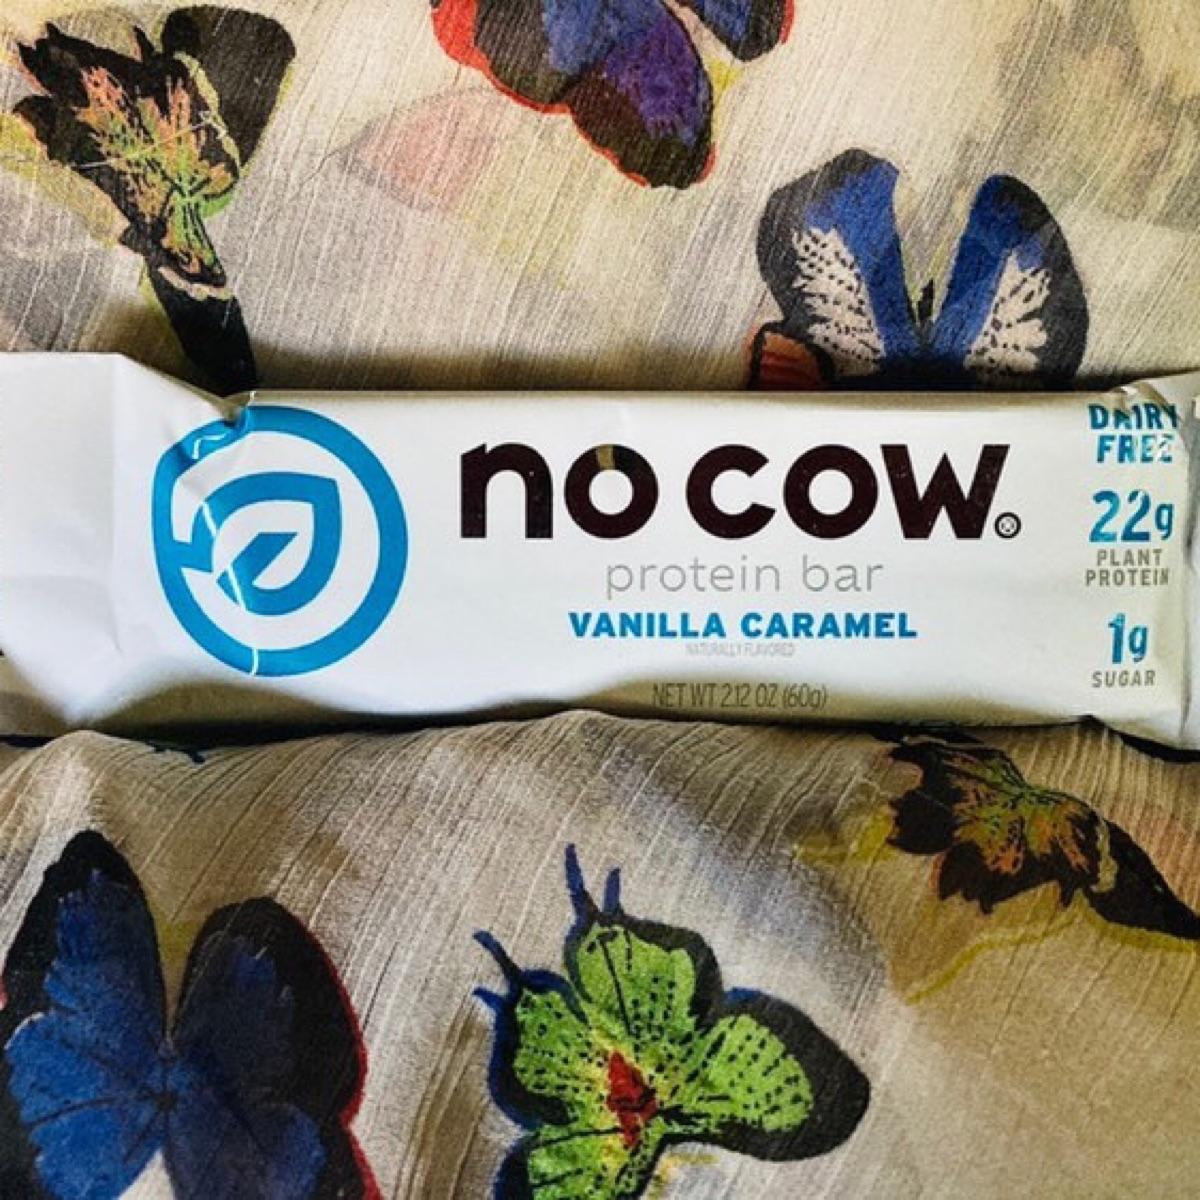 no cow.®
protein bar
VANILLA CARAMEL
NATURALLY FLAVORED
NET WT 2.12 OZ (60g)
DAIRY
FREE
22g
PLANT
PROTEIN
1g
SUGAR